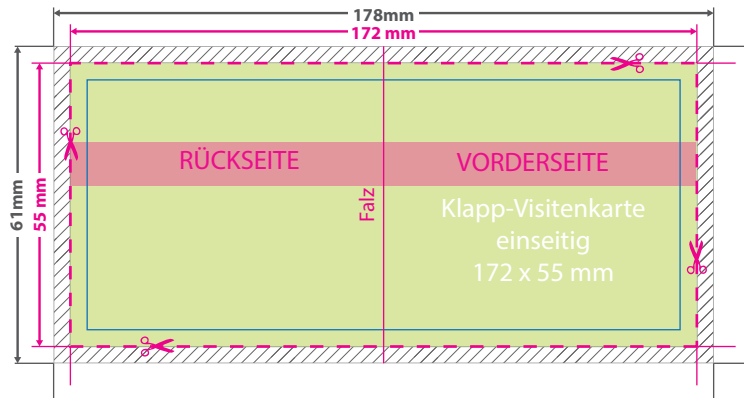 178mm
172 mm
61mm
55 mm
RÜCKSEITE
VORDERSEITE
Falz
Klapp-Visitenkarte
einseitig
172 x 55 mm